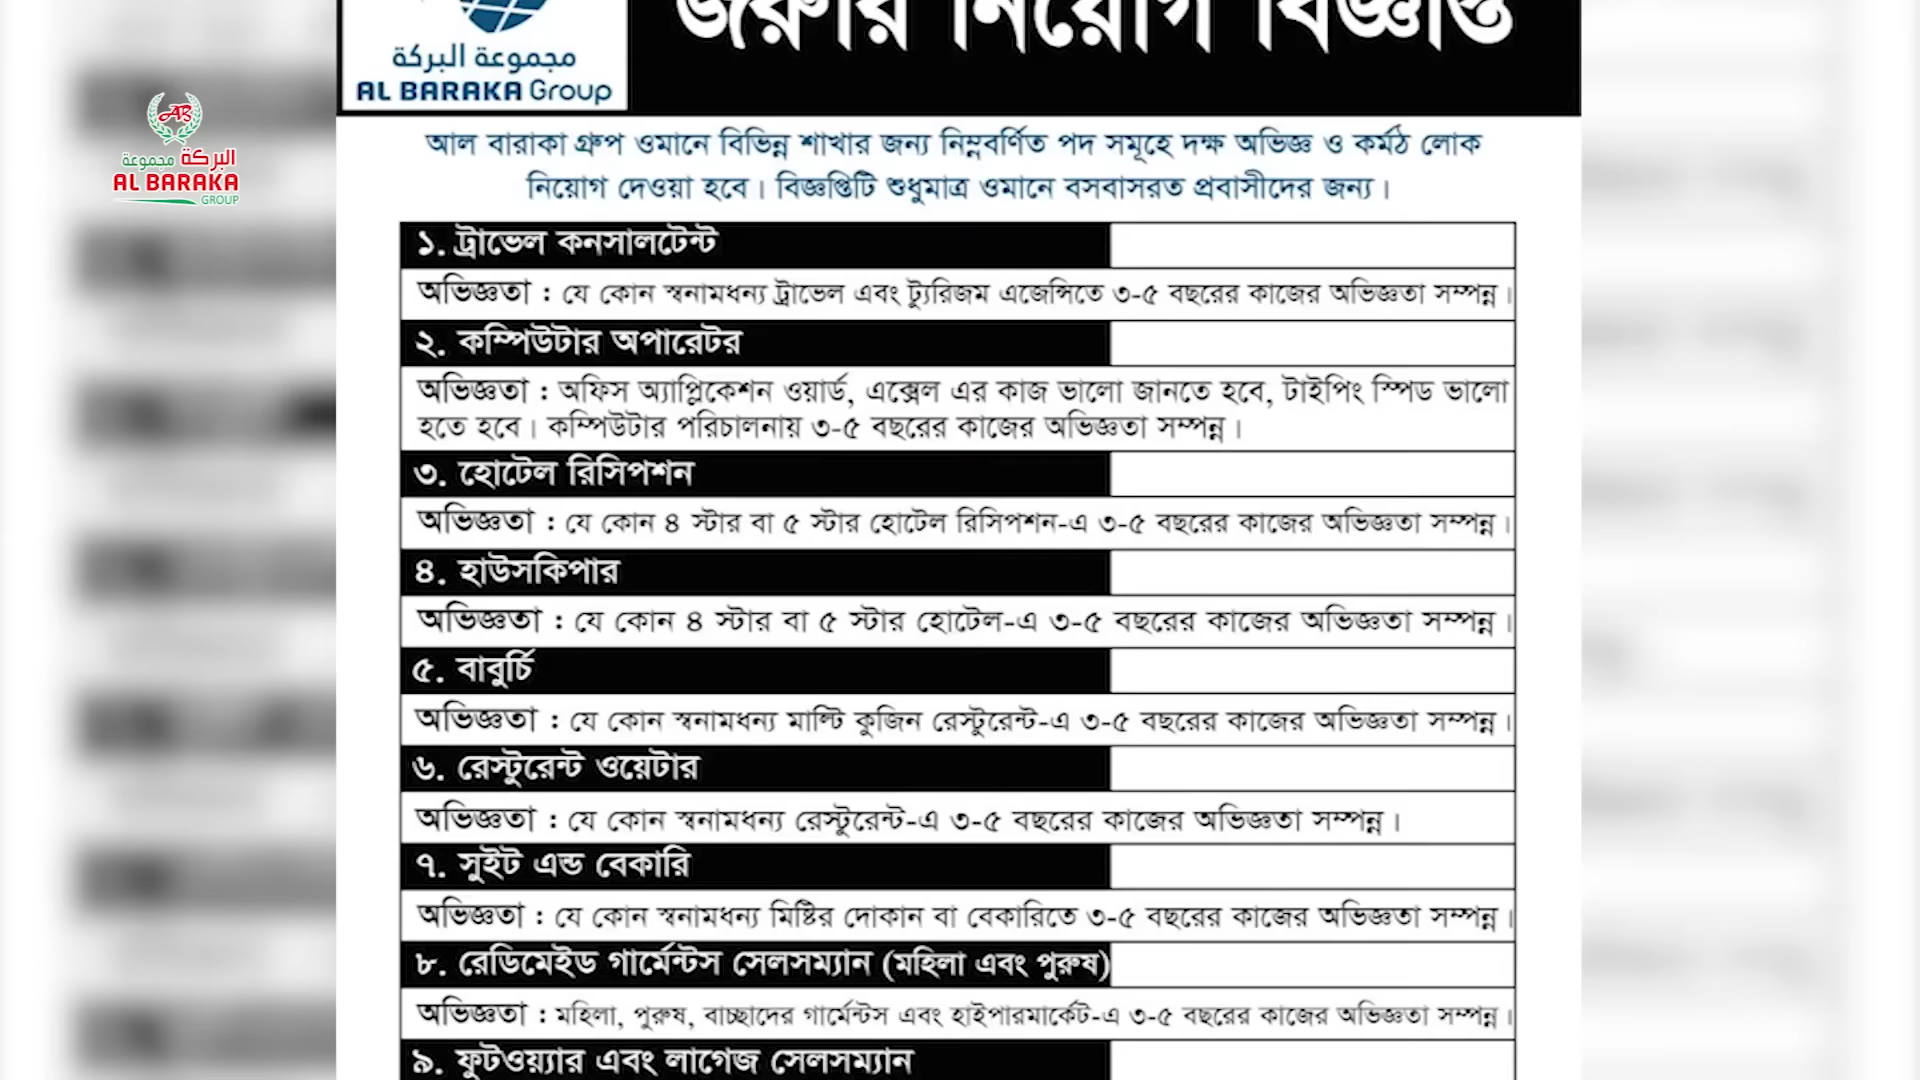 জরুরি নিয়োগ বিজ্ঞপ্তি
مجموعة البركة
AL BARAKA Group
البركة مجموعة
AL BARAKA
GROUP
আল বারাকা গ্রুপ ওমানে বিভিন্ন শাখার জন্য নিম্নবর্ণিত পদ সমূহে দক্ষ অভিজ্ঞ ও কর্মঠ লোক
নিয়োগ দেওয়া হবে। বিজ্ঞপ্তিটি শুধুমাত্র ওমানে বসবাসরত প্রবাসীদের জন্য।
১. ট্রাভেল কনসালটেন্ট
অভিজ্ঞতা : যে কোন স্বনামধন্য ট্রাভেল এবং ট্যুরিজম এজেন্সিতে ৩-৫ বছরের কাজের অভিজ্ঞতা সম্পন্ন।
২. কম্পিউটার অপারেটর
অভিজ্ঞতা : অফিস অ্যাপ্লিকেশন ওয়ার্ড, এক্সেল এর কাজ ভালো জানতে হবে, টাইপিং স্পিড ভালো
হতে হবে। কম্পিউটার পরিচালনায় ৩-৫ বছরের কাজের অভিজ্ঞতা সম্পন্ন।
৩. হোটেল রিসিপশন
অভিজ্ঞতা : যে কোন ৪ স্টার বা ৫ স্টার হোটেল রিসিপশন-এ ৩-৫ বছরের কাজের অভিজ্ঞতা সম্পন্ন।
৪. হাউসকিপার
অভিজ্ঞতা : যে কোন ৪ স্টার বা ৫ স্টার হোটেল-এ ৩-৫ বছরের কাজের অভিজ্ঞতা সম্পন্ন।
৫. বাবুর্চি
অভিজ্ঞতা : যে কোন স্বনামধন্য মাল্টি কুজিন রেস্টুরেন্ট-এ ৩-৫ বছরের কাজের অভিজ্ঞতা সম্পন্ন।
৬. রেস্টুরেন্ট ওয়েটার
অভিজ্ঞতা : যে কোন স্বনামধন্য রেস্টুরেন্ট-এ ৩-৫ বছরের কাজের অভিজ্ঞতা সম্পন্ন।
৭. সুইট এন্ড বেকারি
অভিজ্ঞতা : যে কোন স্বনামধন্য মিষ্টির দোকান বা বেকারিতে ৩-৫ বছরের কাজের অভিজ্ঞতা সম্পন্ন।
৮. রেডিমেইড গার্মেন্টস সেলসম্যান (মহিলা এবং পুরুষ)
অভিজ্ঞতা : মহিলা, পুরুষ, বাচ্ছাদের গার্মেন্টস এবং হাইপারমার্কেট-এ ৩-৫ বছরের কাজের অভিজ্ঞতা সম্পন্ন।
৯. ফুটওয়্যার এবং লাগেজ সেলসম্যান